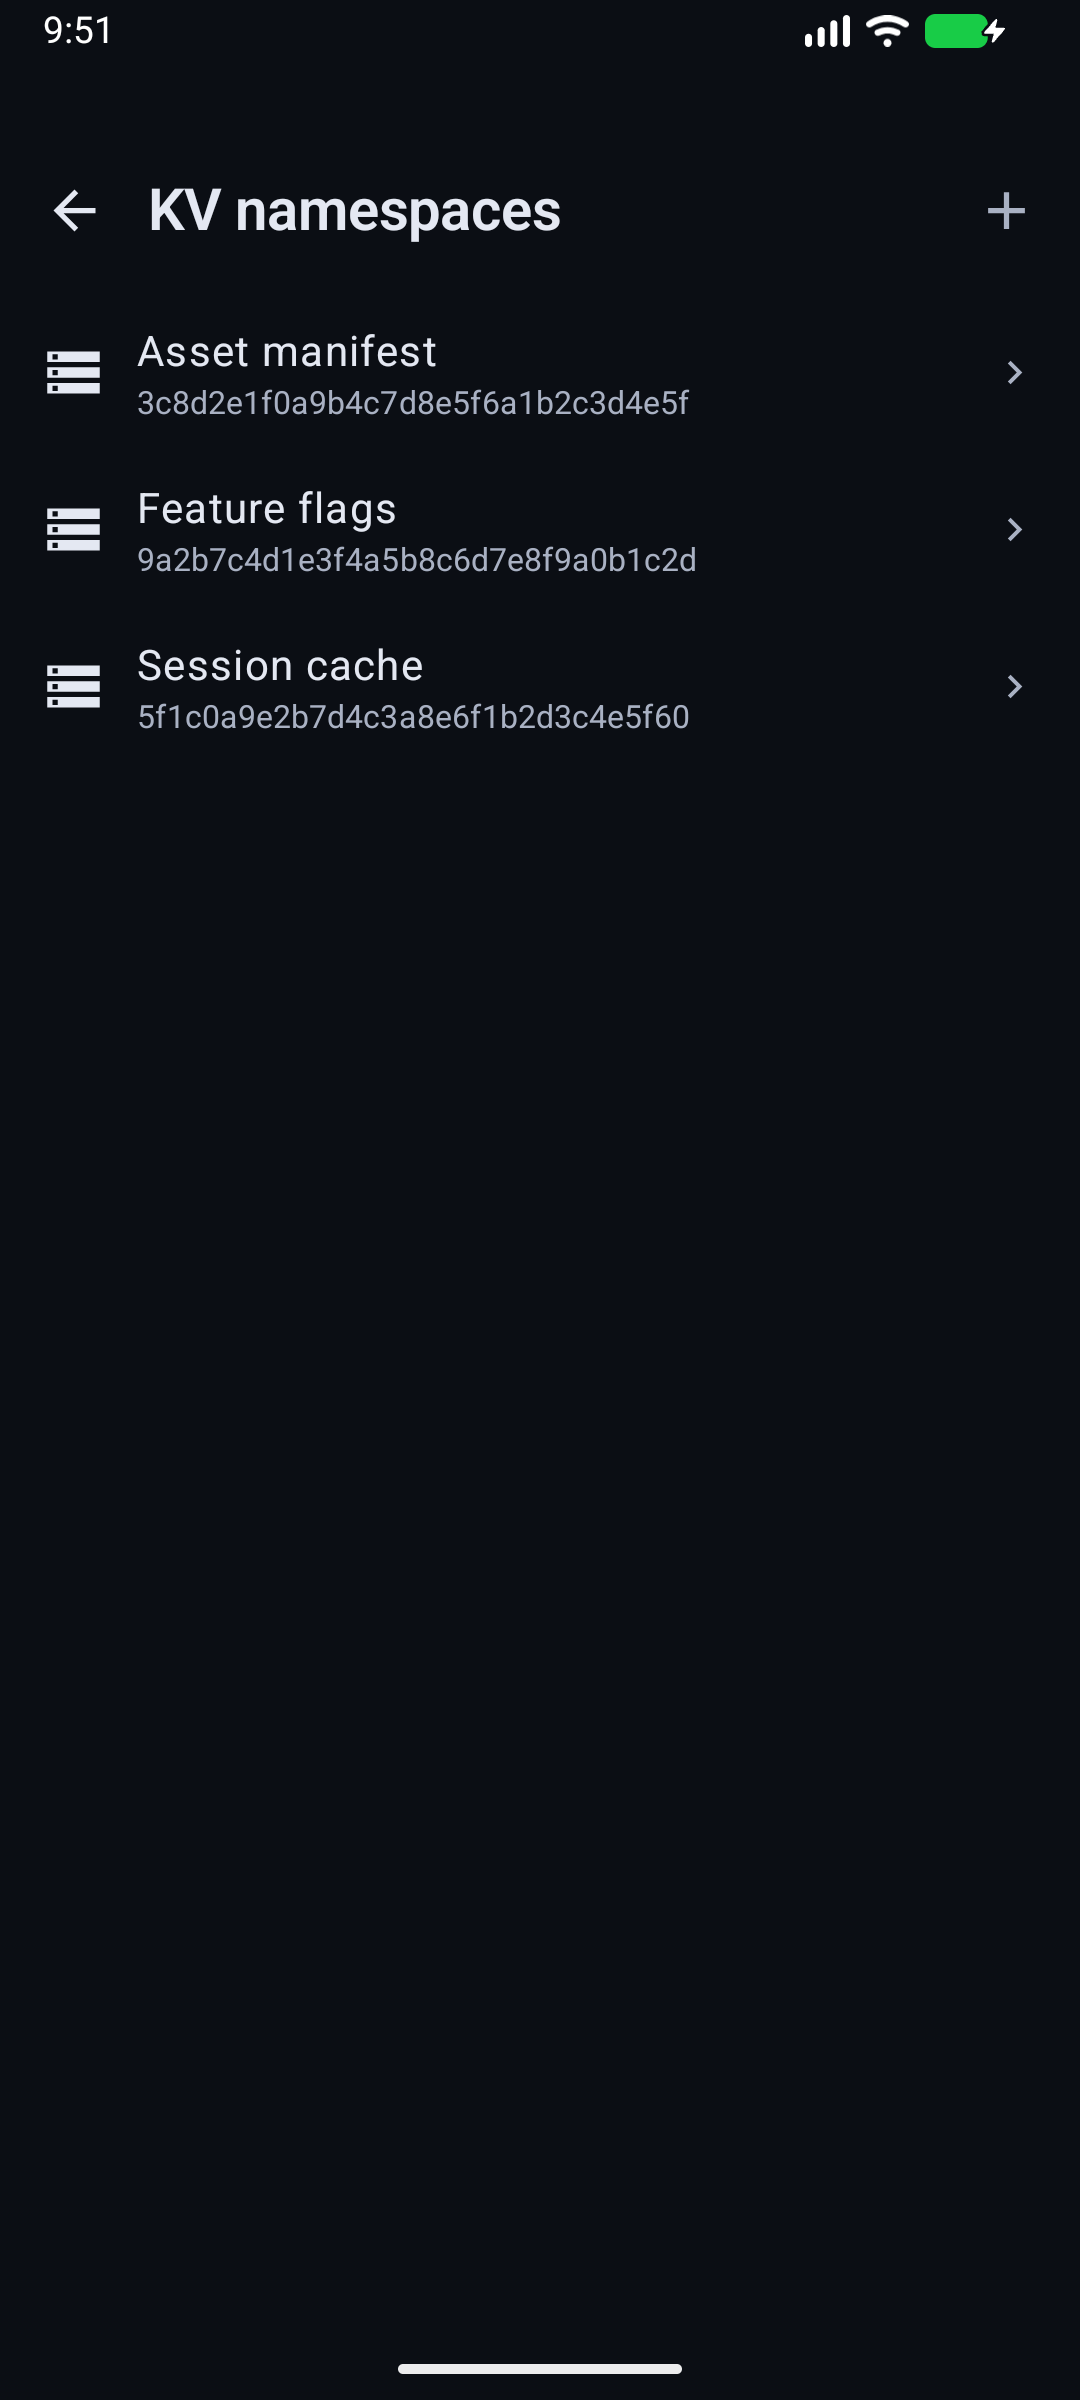 9:51
KV namespaces
Asset manifest
3c8d2e1f0a9b4c7d8e5f6a1b2c3d4e5f
Feature flags
9a2b7c4d1e3f4a5b8c6d7e8f9a0b1c2d
Session cache
5f1c0a9e2b7d4c3a8e6f1b2d3c4e5f60